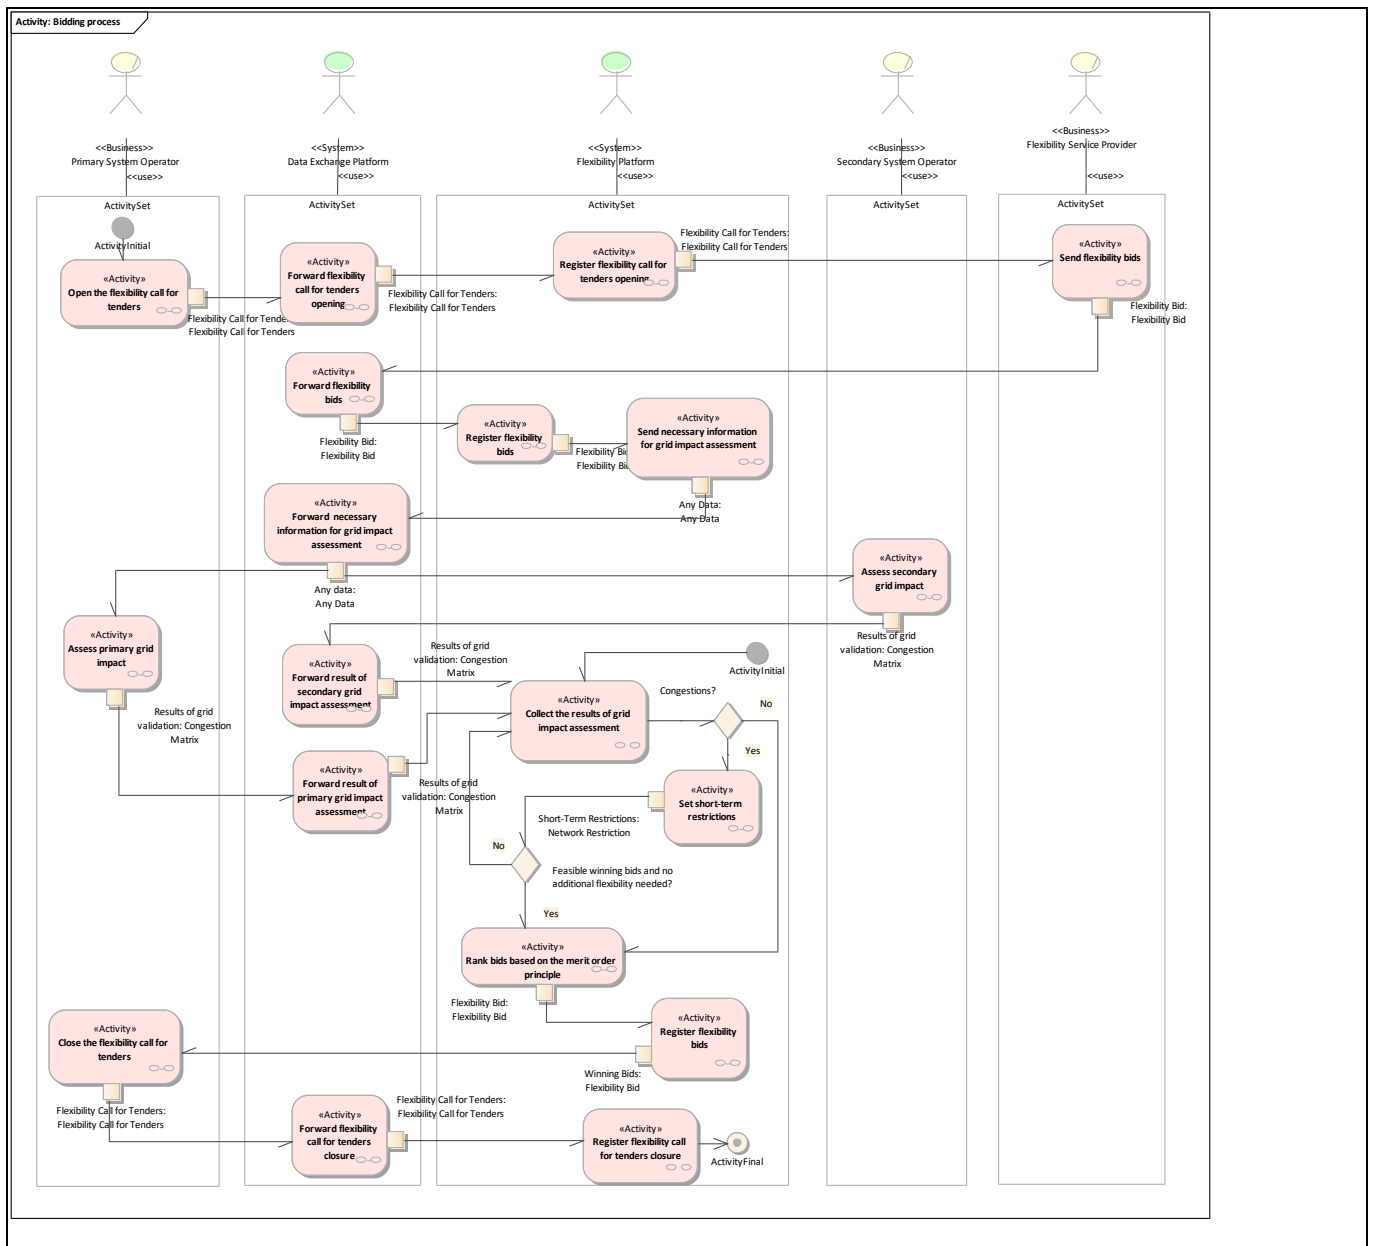 Activity: Bidding process
<<Business>>
Primary System Operator
<<use>>
<<System>>
Data Exchange Platform
<<use>>
<<System>>
Flexibility Platform
<<use>>
<<Business>>
Secondary System Operator
<<use>>
<<Business>>
Flexibility Service Provider
<<use>>
ActivitySet
ActivitySet
ActivitySet
ActivitySet
ActivitySet
ActivityInitial
«Activity»
Open the flexibility call for
tenders
Flexibility Call for
Flexibility Call for Tenders
«Activity»
Forward flexibility
call for tenders
opening
Flexibility Call for Tenders:
Flexibility Call for Tenders
«Activity»
Register flexibility call for
tenders opening
Flexibility Call for Tenders:
Flexibility Call for Tenders
«Activity»
Send flexibility bids
Flexibility Bid:
Flexibility Bid
«Activity»
Forward flexibility
bids
Flexibility Bid:
Flexibility Bid
«Activity»
Register flexibility
bids
Flexibility
Flexibility
«Activity»
Send necessary information
for grid impact assessment
Any Data:
Any Data
«Activity»
Forward necessary
information for grid impact
assessment
Any data:
Any Data
«Activity»
Assess secondary
grid impact
Results of grid
validation: Congestion
Matrix
«Activity»
Assess primary grid
impact
Results of grid
validation: Congestion
Matrix
«Activity»
Forward result of
secondary grid
impact assessment
Results of grid
validation: Congestion
Matrix
ActivityInitial
«Activity»
Collect the results of grid
impact assessment
Congestions?
No
Yes
«Activity»
Forward result of
primary grid impact
assessment
Results of grid
validation: Congestion
Matrix
«Activity»
Set short-term
restrictions
Short-Term Restrictions:
Network Restriction
No
Feasible winning bids and no
additional flexibility needed?
Yes
«Activity»
Rank bids based on the merit order
principle
Flexibility Bid:
Flexibility Bid
«Activity»
Register flexibility
bids
Winning Bids:
Flexibility Bid
«Activity»
Close the flexibility call for
tenders
Flexibility Call for Tenders:
Flexibility Call for Tenders
«Activity»
Forward flexibility
call for tenders
closure
Flexibility Call for Tenders:
Flexibility Call for Tenders
«Activity»
Register flexibility call
for tenders closure
ActivityFinal